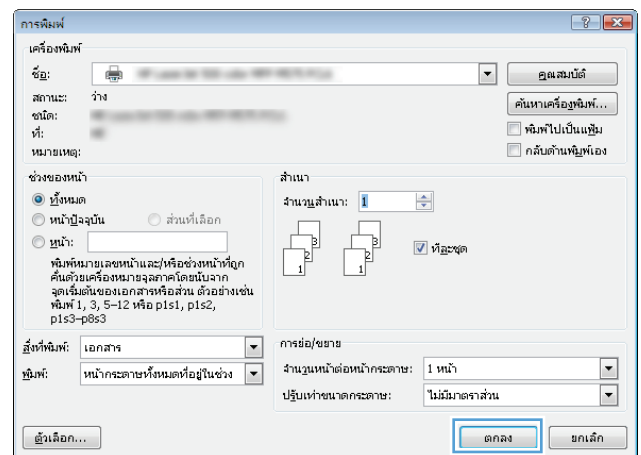 การพิมพ์
เครื่องพิมพ์
ชื่อ:
คุณสมบัติ
สถานะ: ว่าง
ค้นหาเครื่องพิมพ์...
ชนิด:
ที่:
พิมพ์ไปเป็นแฟ้ม
หมายเหตุ:
กลับด้านพิมพ์เอง
ช่วงของหน้า
ทั้งหมด
หน้าปัจจุบัน ส่วนที่เลือก
หน้า:
พิมพ์หมายเลขหน้าและ/หรือช่วงหน้าที่ถูก
คั่นด้วยเครื่องหมายจุลภาคโดยนับจาก
จุดเริ่มต้นของเอกสารหรือส่วน ตัวอย่างเช่น
พิมพ์ 1, 3, 5–12 หรือ p1s1, p1s2,
p1s3–p8s3
สำเนา
จำนวนสำเนา: 1
1 2 3 1 2 3
ทีละชุด
สิ่งที่พิมพ์: เอกสาร
พิมพ์: หน้ากระดาษทั้งหมดที่อยู่ในช่วง
การย่อ/ขยาย
จำนวนหน้าต่อหน้ากระดาษ: 1 หน้า
ปรับเท่าขนาดกระดาษ: ไม่มีมาตราส่วน
ตัวเลือก...
ตกลง
ยกเลิก